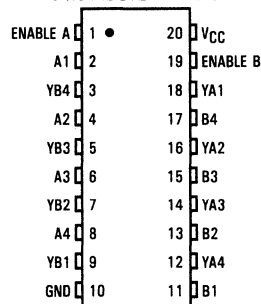 ENABLE A 1 20 VCC
A1 2 19 ENABLE B
YB4 3 18 YA1
A2 4 17 B4
YB3 5 16 YA2
A3 6 15 B3
YB2 7 14 YA3
A4 8 13 B2
YB1 9 12 YA4
GND 10 11 B1